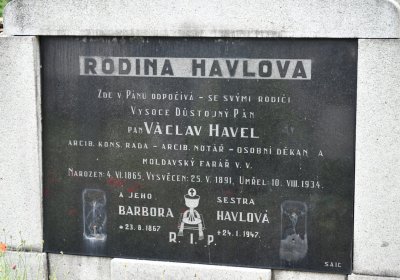 RODINA HAVLOVA
ZDE V PÁNU ODPOČÍVÁ – SE SVÝMI RODIČI
VYSOCE DŮSTOJNÝ PÁN
PAN VÁCLAV HAVEL
ARCIB. KONS. RADA – ARCIB. NOTÁŘ – OSOBNÍ DĚKAN A
MOLDAVSKÝ FARÁŘ V. V.
NAROZEN: 4. VI. 1865, VYSVĚCEN: 25. V. 1891, UMŘEL: 10. VIII. 1934.
A JEHO SESTRA
BARBORA HAVLOVÁ
*23. 8. 1867 +24. 1. 1947.
R. I. P.
SAIC